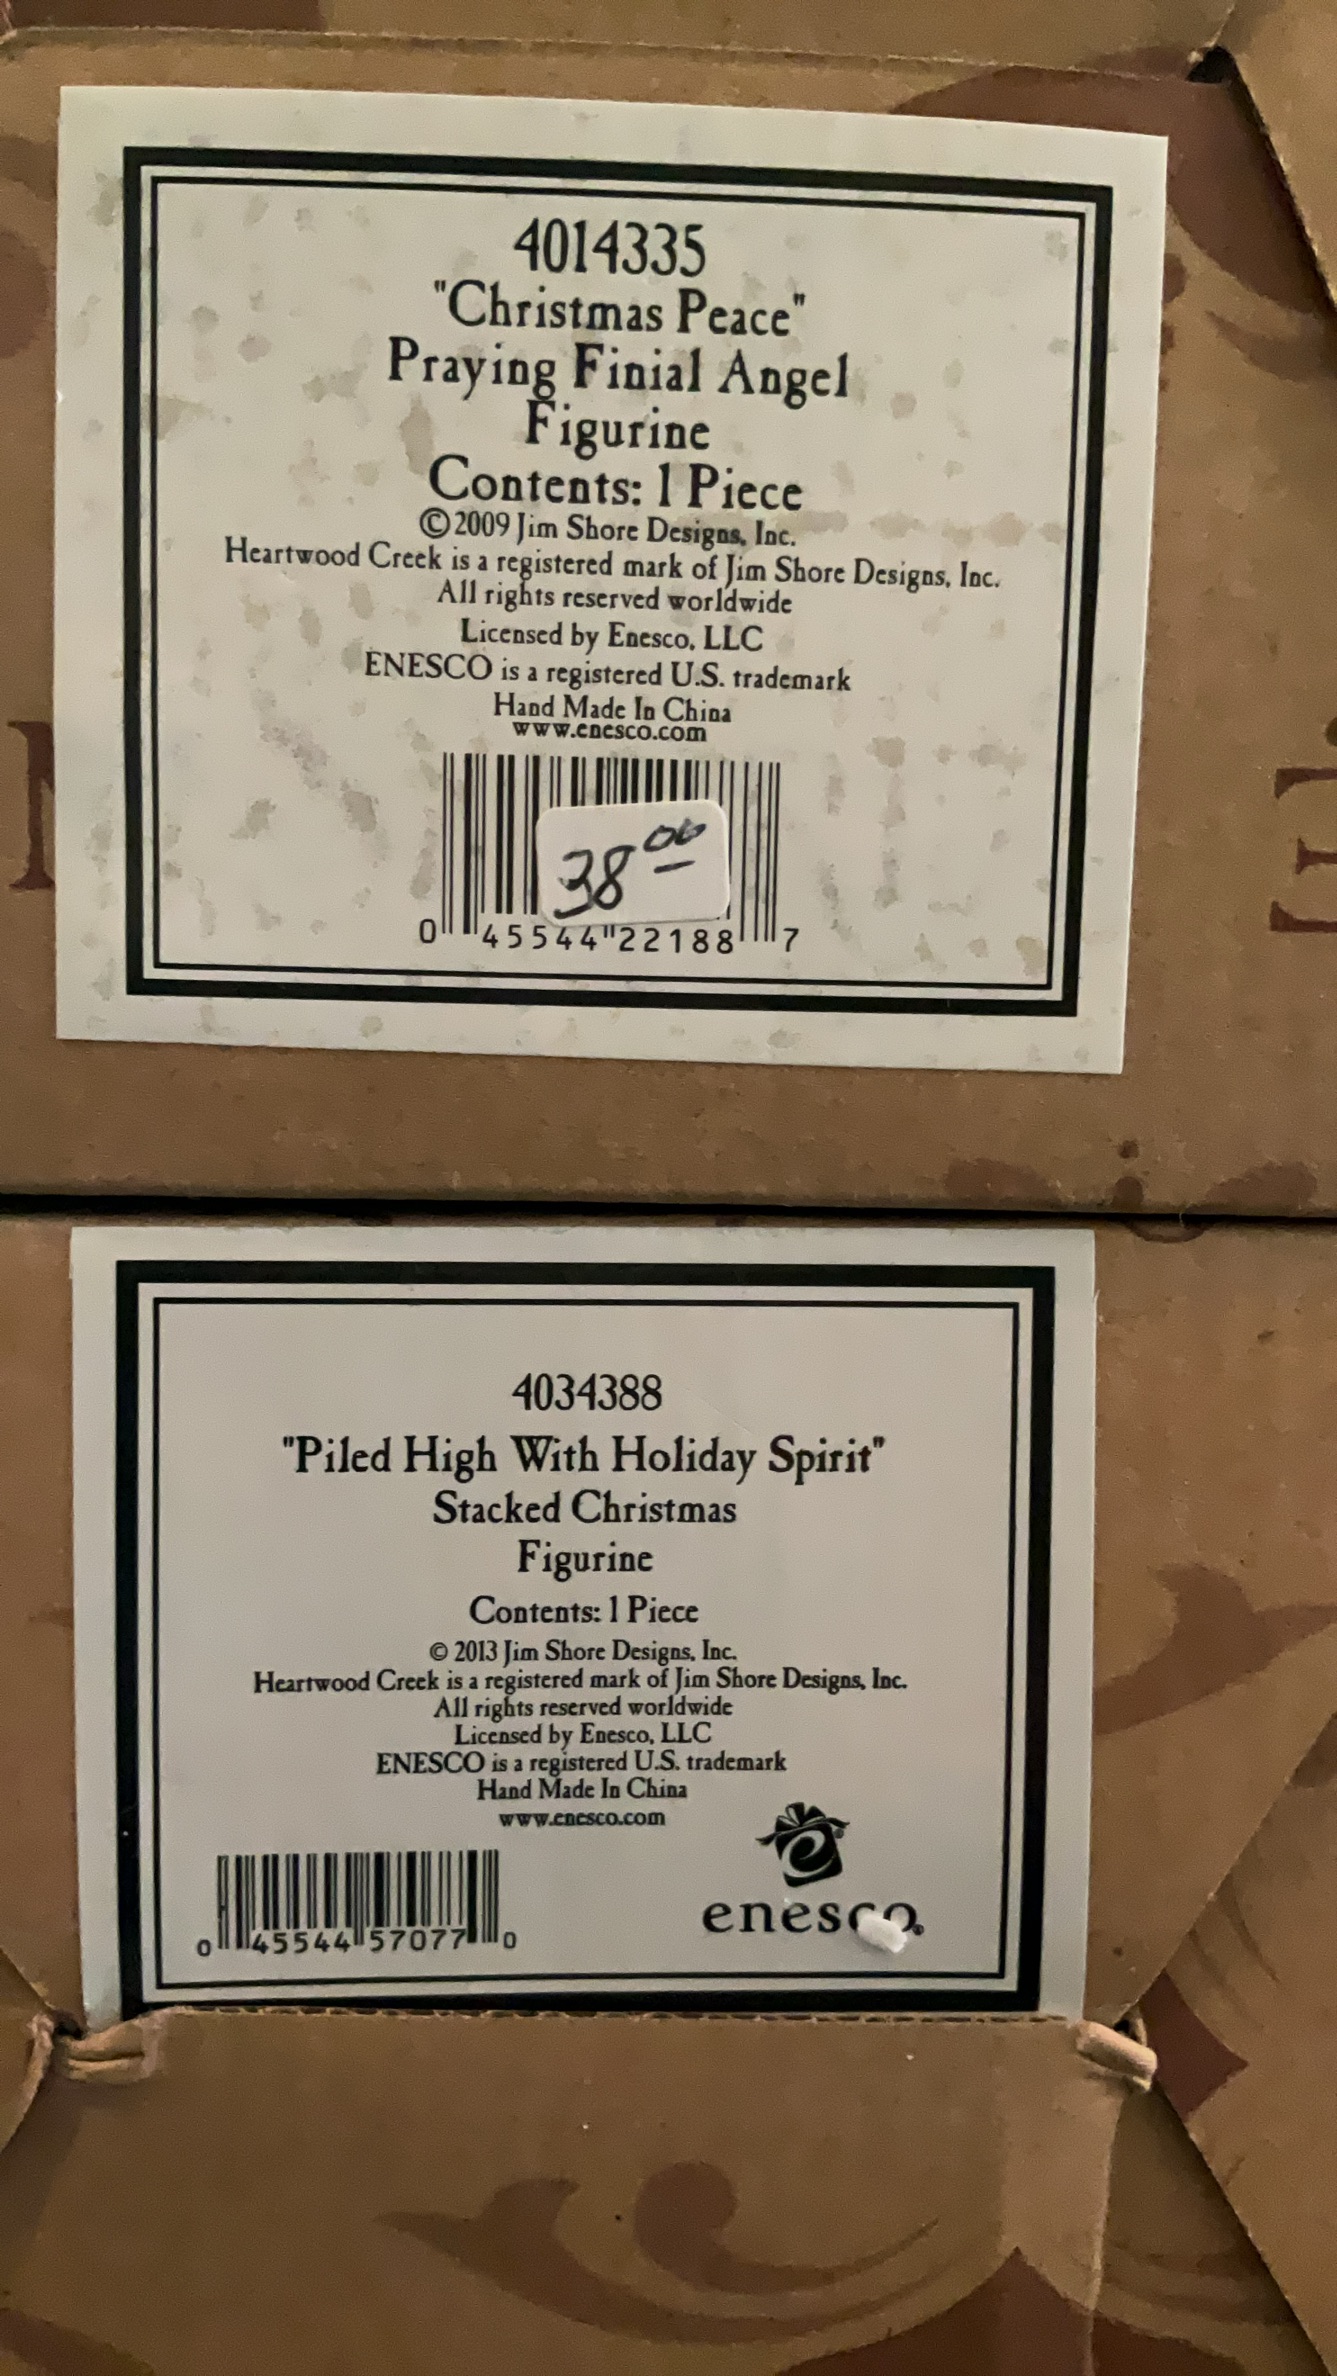 4014335
"Christmas Peace"
Praying Finial Angel
Figurine
Contents: 1 Piece
©2009 Jim Shore Designs, Inc.
Heartwood Creek is a registered mark of Jim Shore Designs, Inc.
All rights reserved worldwide
Licensed by Enesco, LLC
ENESCO is a registered U.S. trademark
Hand Made In China
www.enesco.com
38 00
0 45544 22188 7
4034388
"Piled High With Holiday Spirit"
Stacked Christmas
Figurine
Contents: 1 Piece
© 2013 Jim Shore Designs, Inc.
Heartwood Creek is a registered mark of Jim Shore Designs, Inc.
All rights reserved worldwide
Licensed by Enesco, LLC
ENESCO is a registered U.S. trademark
Hand Made In China
www.enesco.com
0 45544 57077 0
enesco®